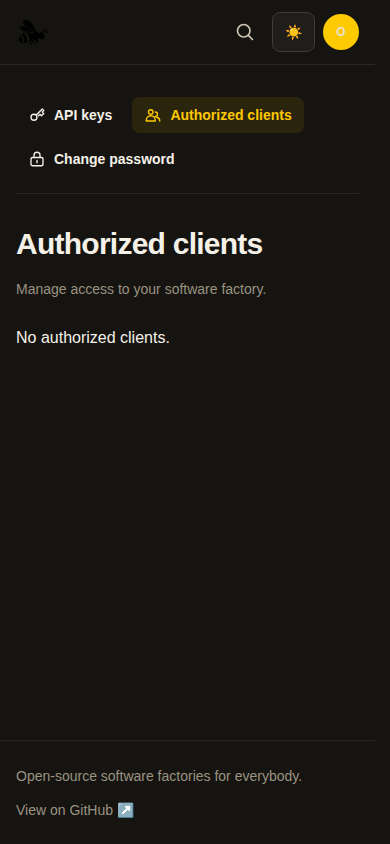 O
API keys
Authorized clients
Change password
Authorized clients
Manage access to your software factory.
No authorized clients.
Open-source software factories for everybody.
View on GitHub ↗️